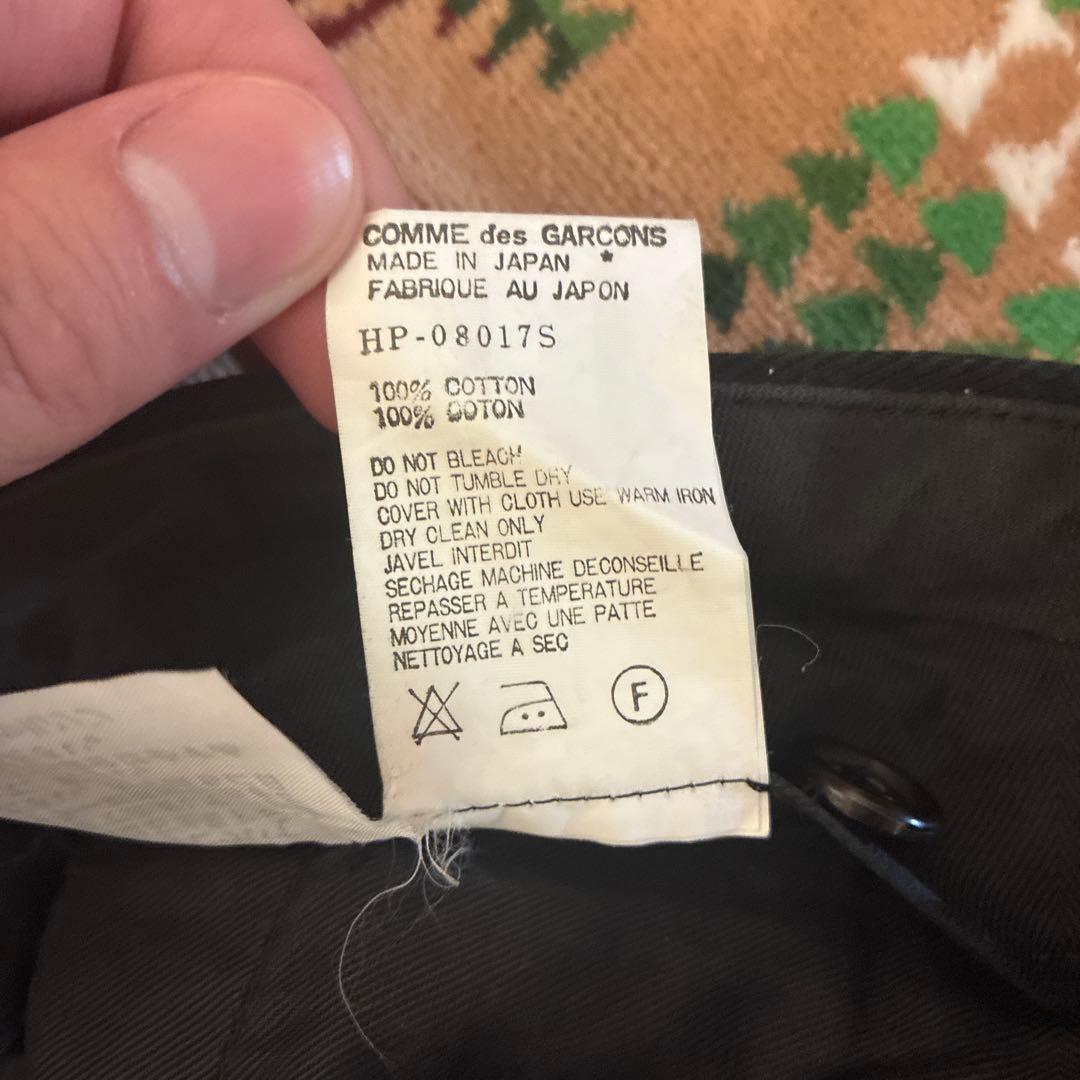 COMME des GARCONS
MADE IN JAPAN *
FABRIQUE AU JAPON
HP-08017S
100% COTTON
100% COTON
DO NOT BLEACH
DO NOT TUMBLE DRY
COVER WITH CLOTH USE WARM IRON
DRY CLEAN ONLY
JAVEL INTERDIT
SECHAGE MACHINE DECONSEILLE
REPASSER A TEMPERATURE
MOYENNE AVEC UNE PATTE
NETTOYAGE A SEC
F